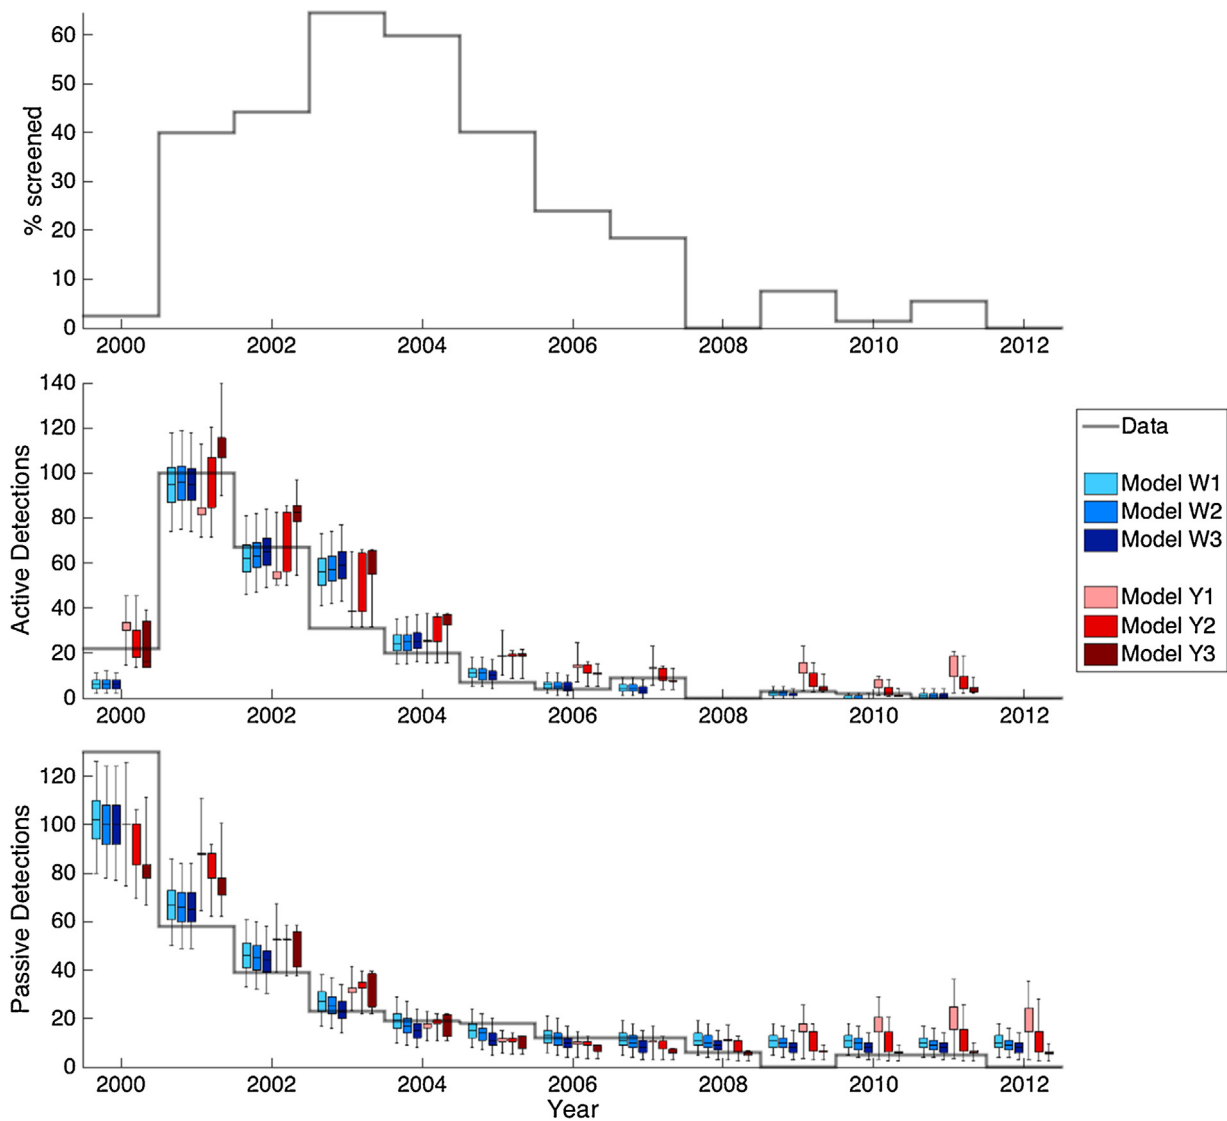 % screened
60
50
40
30
20
10
0
2000 2002 2004 2006 2008 2010 2012
Active Detections
140
120
100
80
60
40
20
0
2000 2002 2004 2006 2008 2010 2012
Data
Model W1
Model W2
Model W3
Model Y1
Model Y2
Model Y3
Passive Detections
120
100
80
60
40
20
0
2000 2002 2004 2006 2008 2010 2012
Year